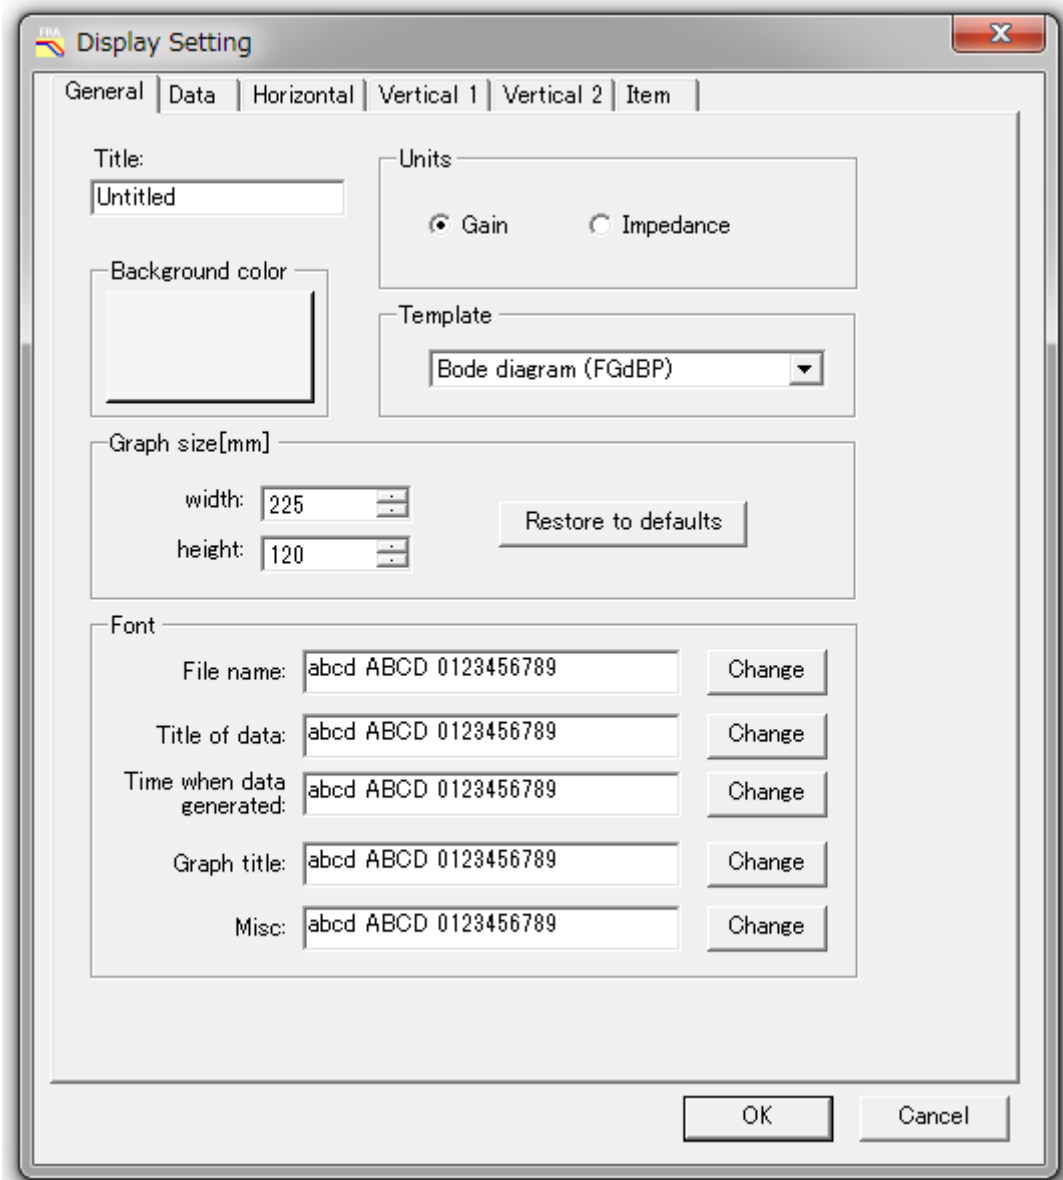 FRA
Display Setting
General Data Horizontal Vertical 1 Vertical 2 Item
Title:
Untitled
Units
Gain Impedance
Background color
Template
Bode diagram (FGdBP)
Graph size[mm]
width: 225
height: 120
Restore to defaults
Font
File name: abcd ABCD 0123456789 Change
Title of data: abcd ABCD 0123456789 Change
Time when data
generated: abcd ABCD 0123456789 Change
Graph title: abcd ABCD 0123456789 Change
Misc: abcd ABCD 0123456789 Change
OK Cancel